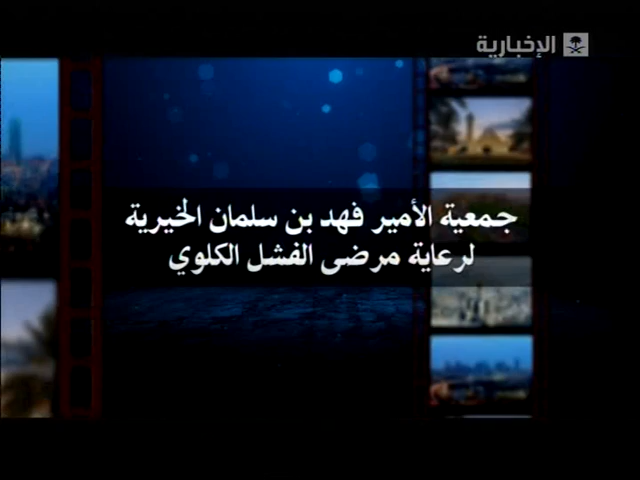 الإخبارية
جمعية الأمير فهد بن سلمان الخيرية
لرعاية مرضى الفشل الكلوي